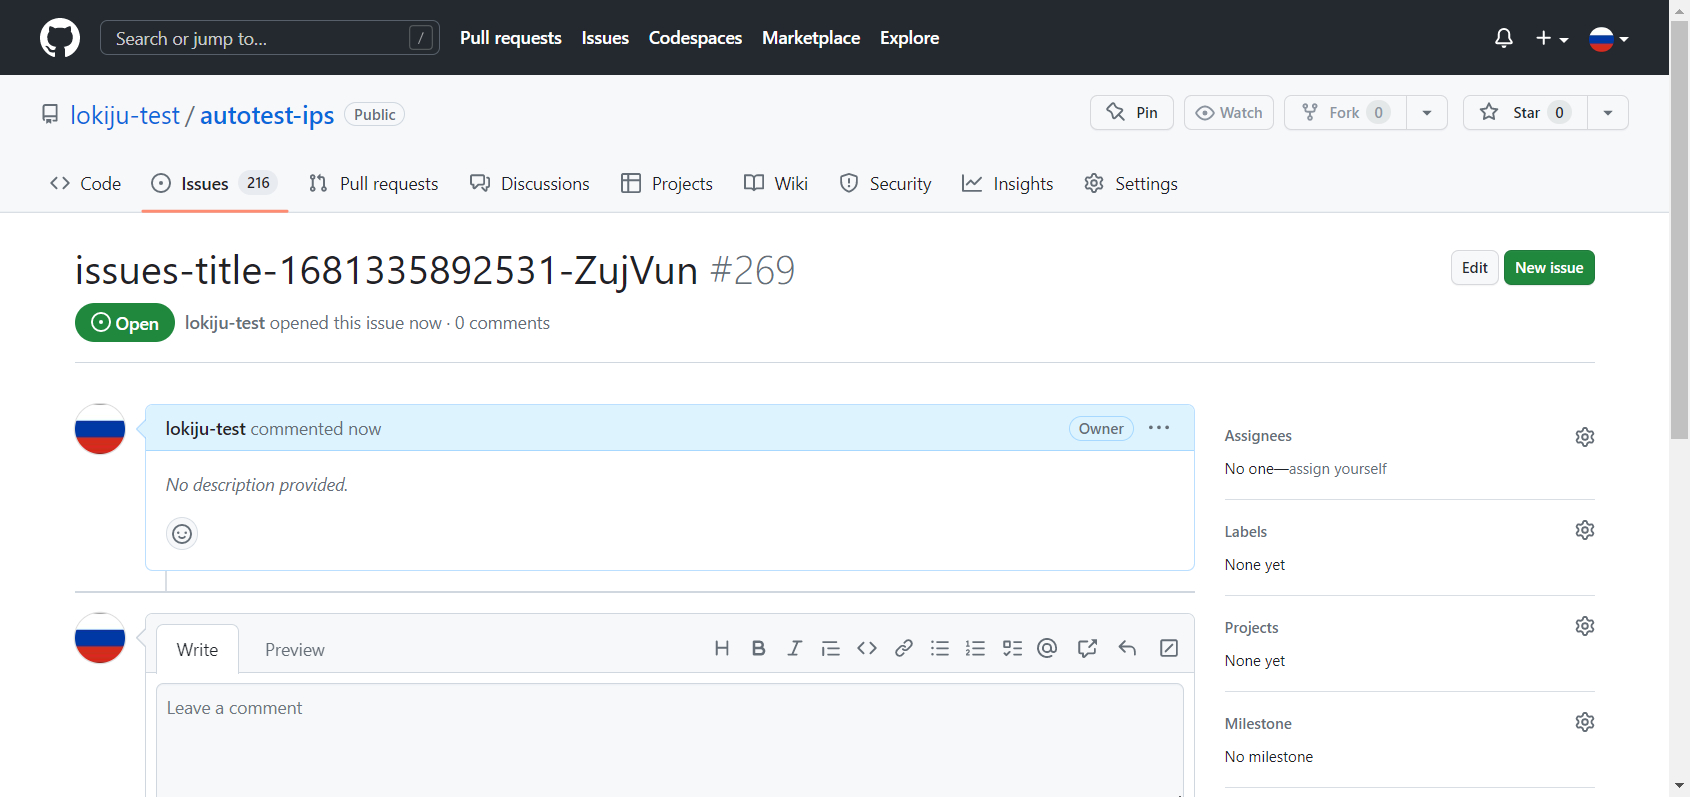 Search or jump to... / Pull requests Issues Codespaces Marketplace Explore
lokiju-test / autotest-ips Public Pin Watch Fork 0 Star 0
Code Issues 216 Pull requests Discussions Projects Wiki Security Insights Settings
issues-title-1681335892531-ZujVun #269 Edit New issue
Open lokiju-test opened this issue now · 0 comments
lokiju-test commented now Owner
No description provided.
Assignees
No one—assign yourself
Labels
None yet
Projects
None yet
Milestone
No milestone
Write Preview
Leave a comment